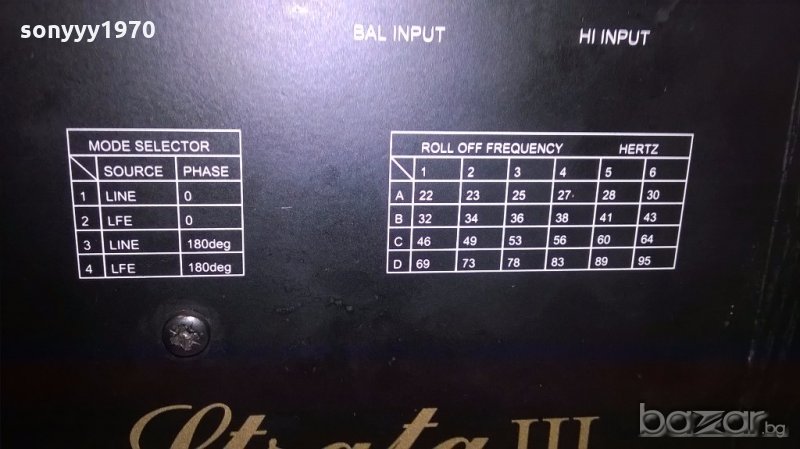 sonyyy1970
BAL INPUT HI INPUT
MODE SELECTOR
SOURCE PHASE
1 LINE 0
2 LFE 0
3 LINE 180deg
4 LFE 180deg
ROLL OFF FREQUENCY HERTZ
1 2 3 4 5 6
A 22 23 25 27 28 30
B 32 34 36 38 41 43
C 46 49 53 56 60 64
D 69 73 78 83 89 95
Strata III
bazar.bg